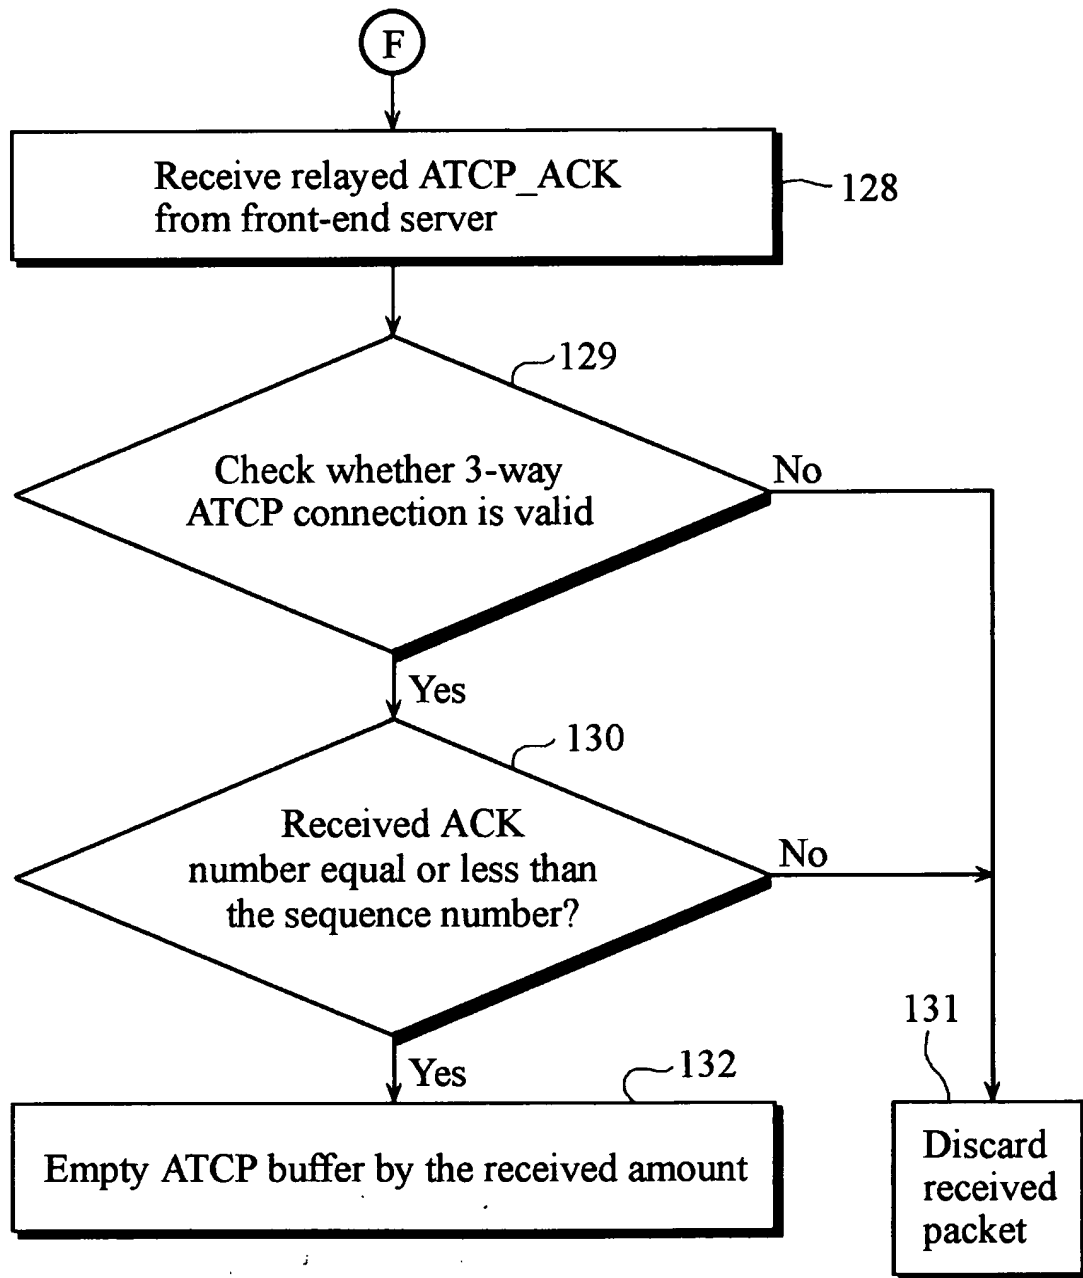 F
Receive relayed ATCP_ACK
from front-end server
128
129
Check whether 3-way
ATCP connection is valid
No
Yes
130
Received ACK
number equal or less than
the sequence number?
No
Yes
132
Empty ATCP buffer by the received amount
131
Discard
received
packet